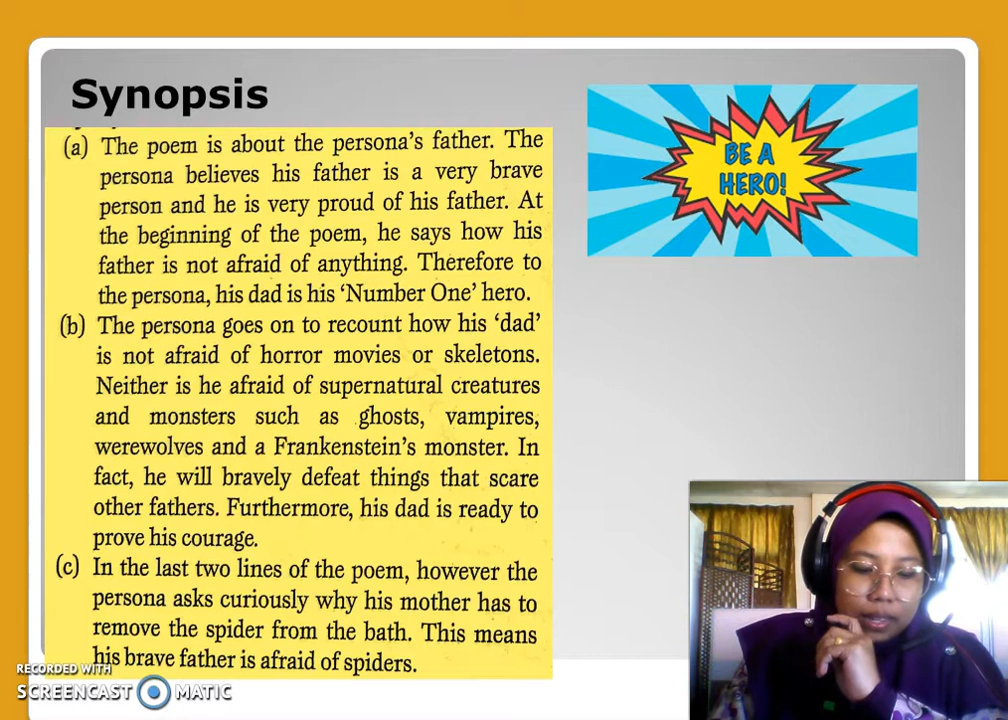 Synopsis
(a) The poem is about the persona's father. The
persona believes his father is a very brave
person and he is very proud of his father. At
the beginning of the poem, he says how his
father is not afraid of anything. Therefore to
the persona, his dad is his 'Number One' hero.
(b) The persona goes on to recount how his 'dad'
is not afraid of horror movies or skeletons.
Neither is he afraid of supernatural creatures
and monsters such as ghosts, vampires,
werewolves and a Frankenstein's monster. In
fact, he will bravely defeat things that scare
other fathers. Furthermore, his dad is ready to
prove his courage.
(c) In the last two lines of the poem, however the
persona asks curiously why his mother has to
remove the spider from the bath. This means
his brave father is afraid of spiders.
BE A
HERO!
RECORDED WITH
SCREENCAST MATIC